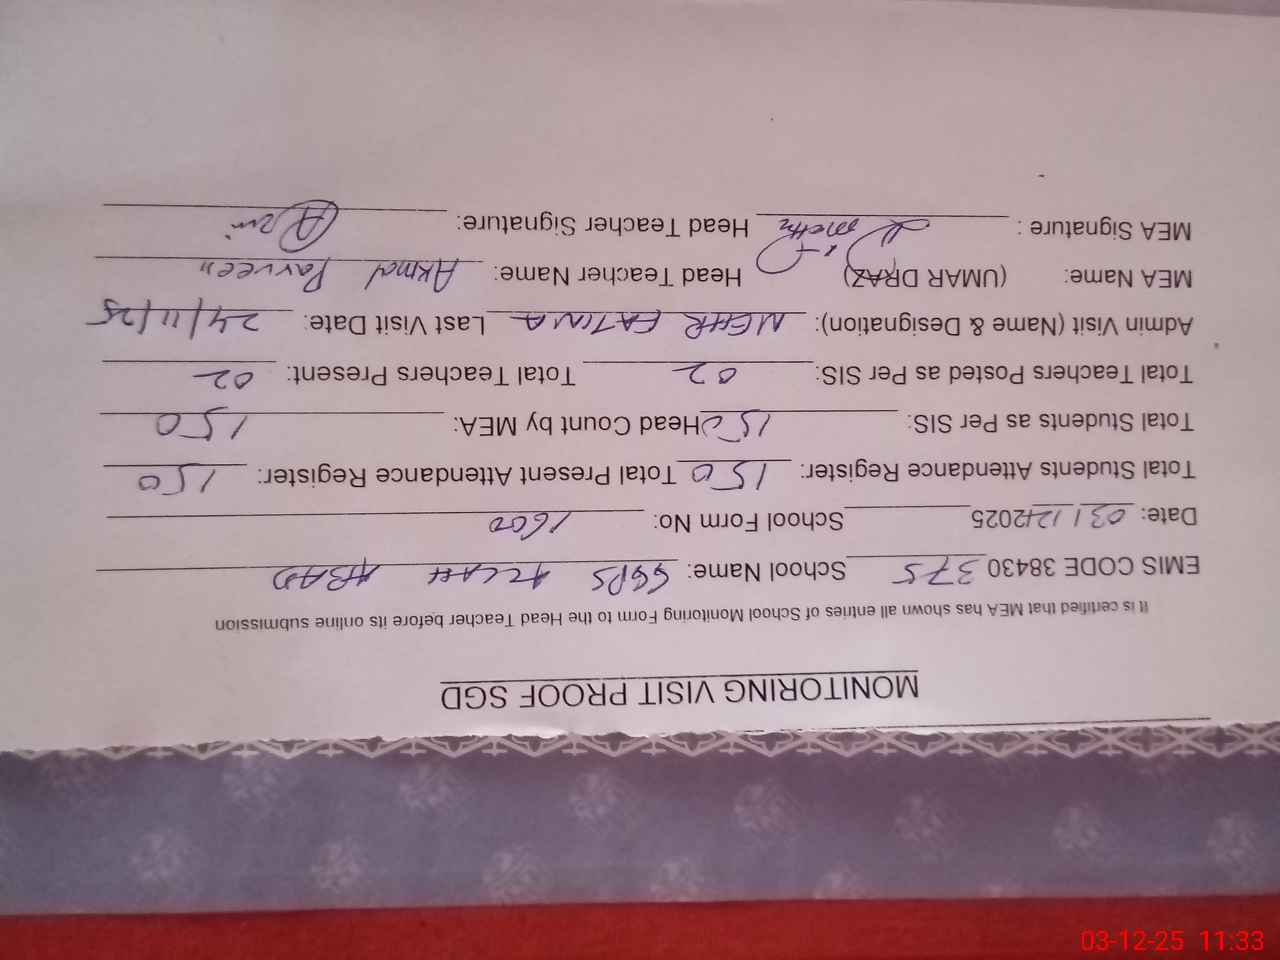 MONITORING VISIT PROOF SGD
It is certified that MEA has shown all entries of School Monitoring Form to the Head Teacher before its online submission
EMIS CODE 38430 375 School Name: GGPS ABAD
Date: 03/12/2025 School Form No: 1600
Total Students Attendance Register: 150 Total Present Attendance Register: 150
Total Students as Per SIS: 150 Head Count by MEA: 150
Total Teachers Posted as Per SIS: 02 Total Teachers Present: 02
Admin Visit (Name & Designation): MEHR FATIMA Last Visit Date: 24/11/25
MEA Name: (UMAR DRAZ) Head Teacher Name: Akmal Parveen
MEA Signature : Head Teacher Signature:
03-12-25 11:33